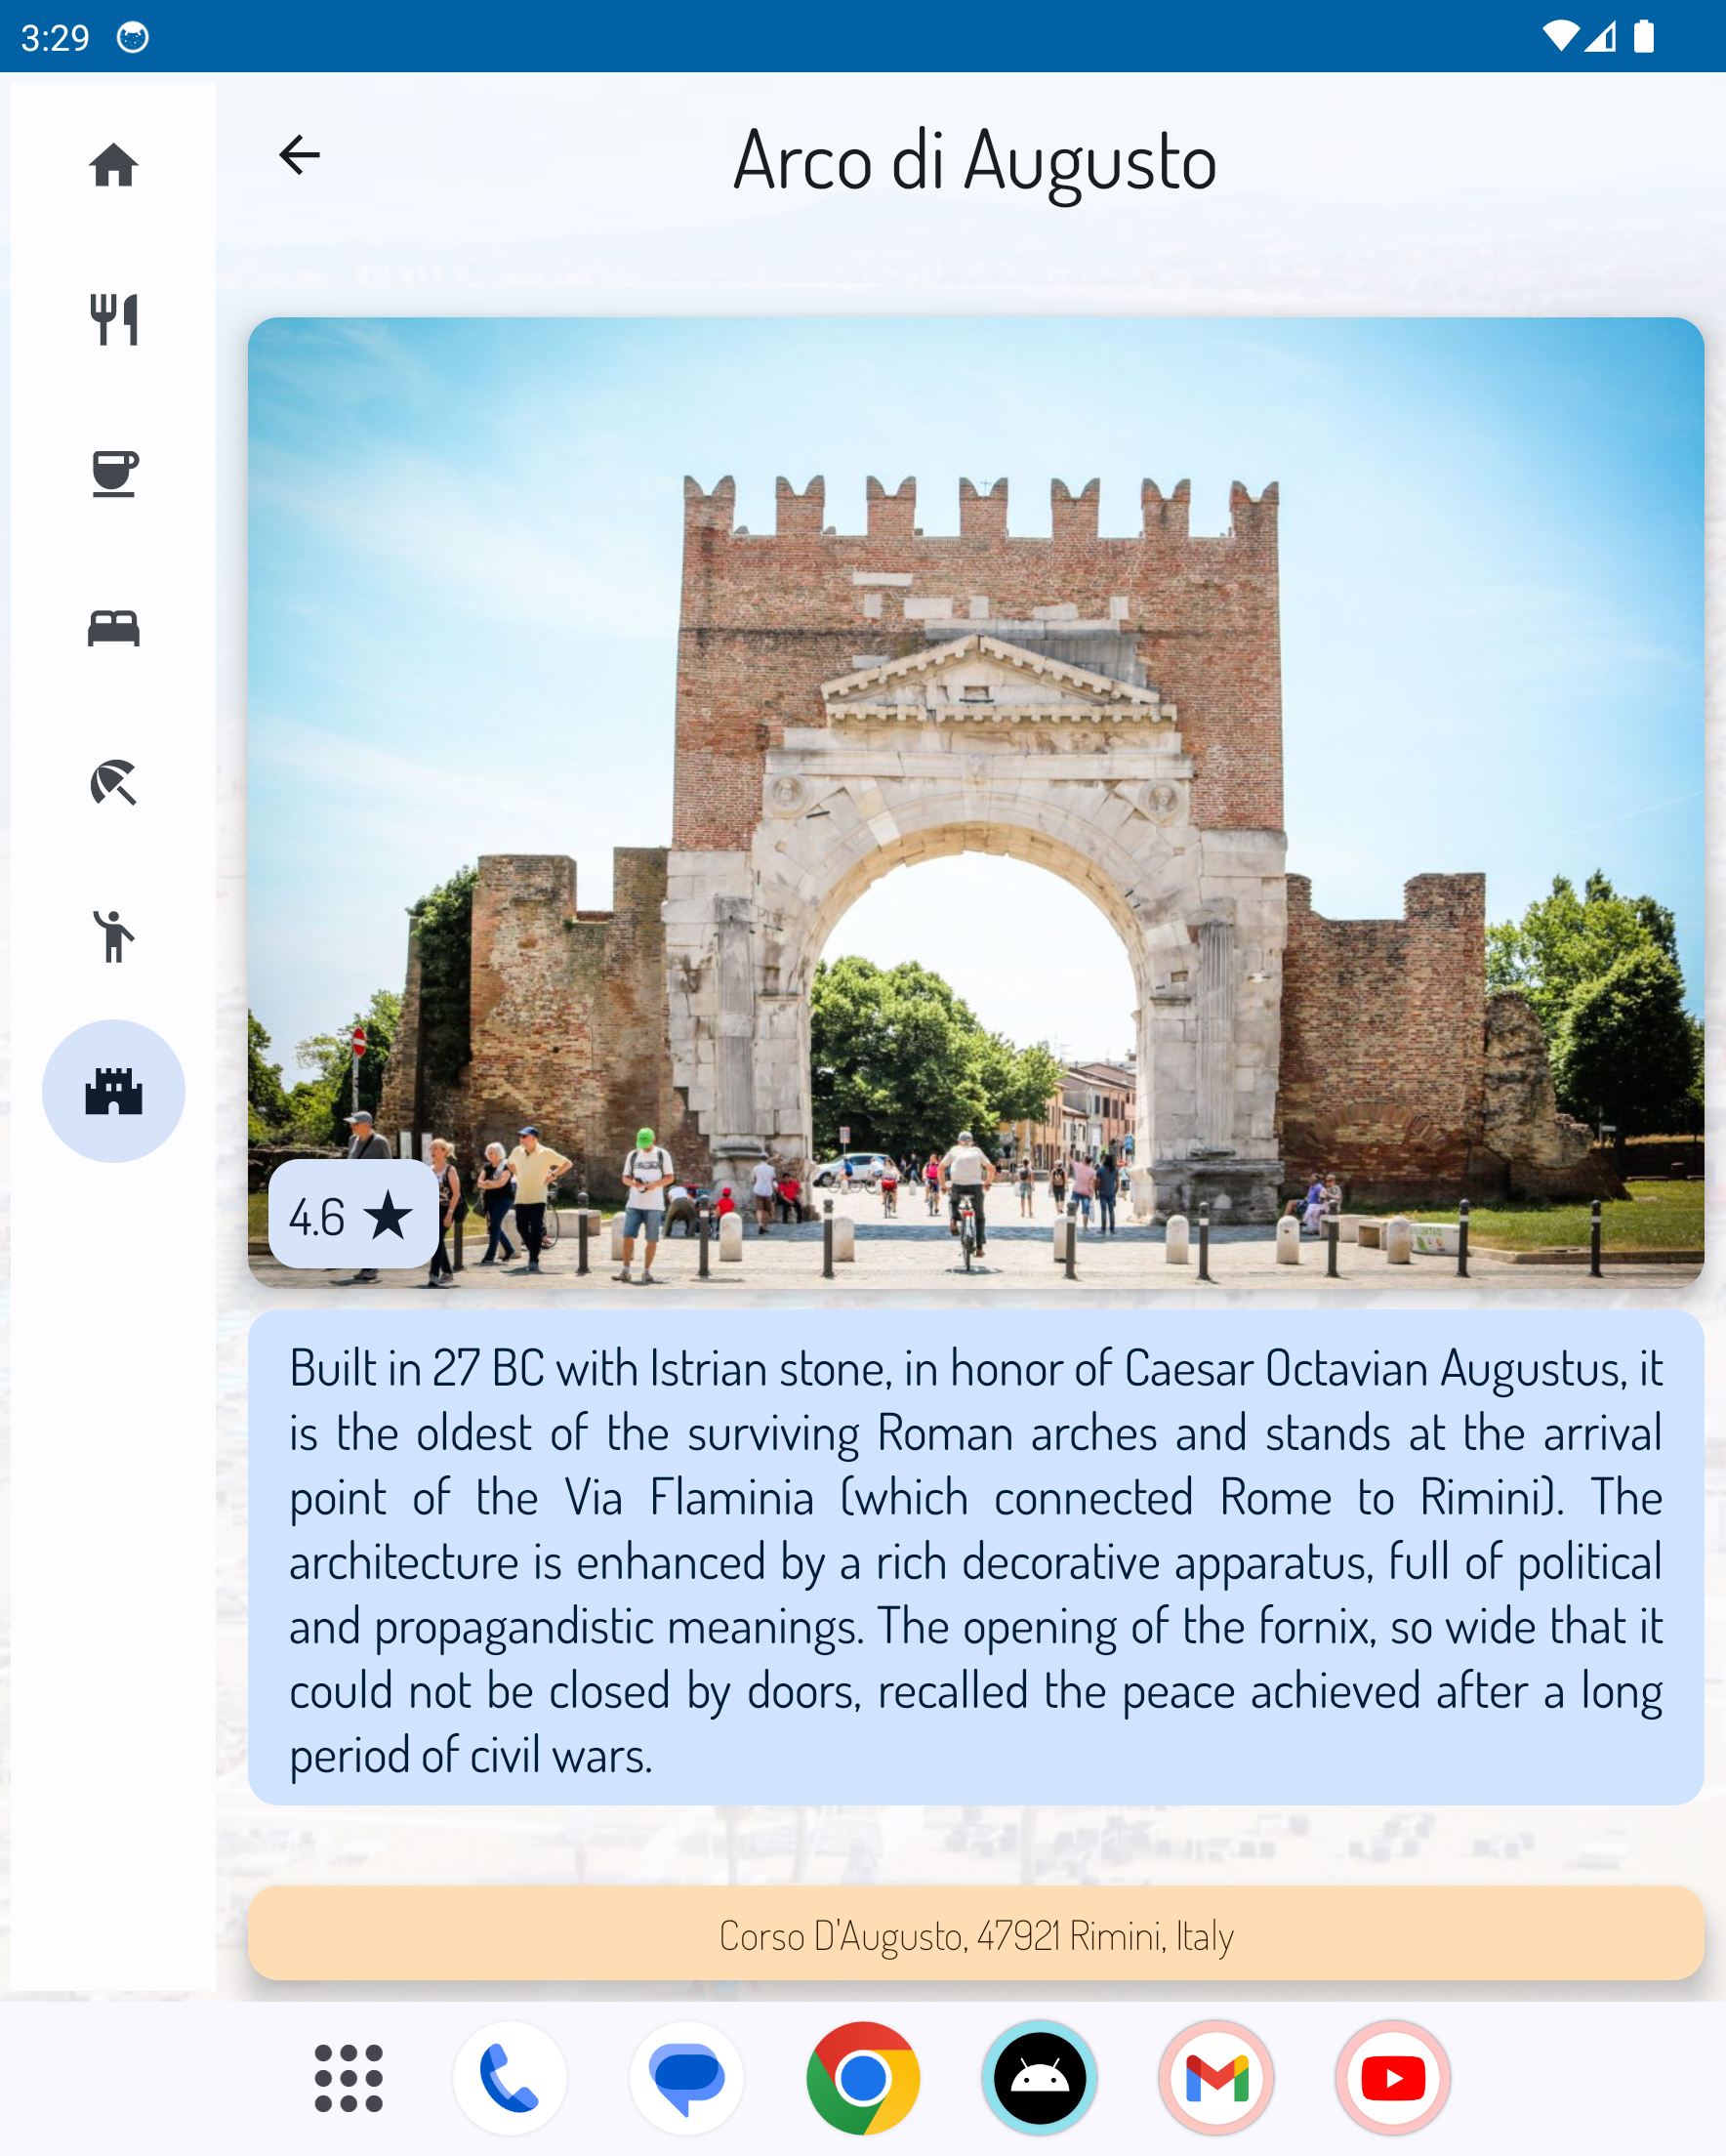 3:29
Arco di Augusto
4.6
Built in 27 BC with Istrian stone, in honor of Caesar Octavian Augustus, it
is the oldest of the surviving Roman arches and stands at the arrival
point of the Via Flaminia (which connected Rome to Rimini). The
architecture is enhanced by a rich decorative apparatus, full of political
and propagandistic meanings. The opening of the fornix, so wide that it
could not be closed by doors, recalled the peace achieved after a long
period of civil wars.
Corso D'Augusto, 47921 Rimini, Italy